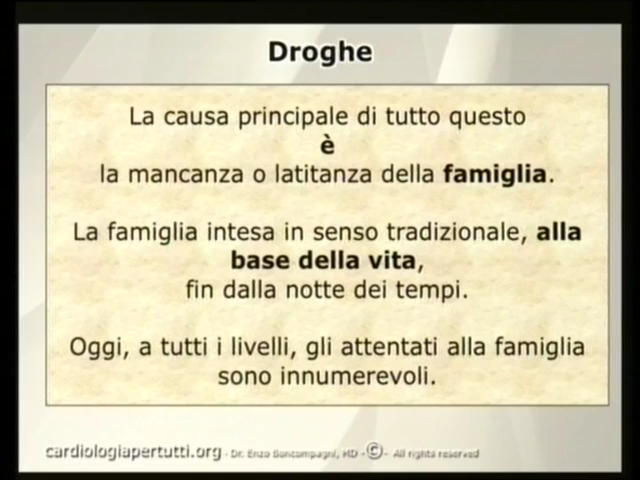 Droghe
La causa principale di tutto questo
è
la mancanza o latitanza della famiglia.
La famiglia intesa in senso tradizionale, alla
base della vita,
fin dalla notte dei tempi.
Oggi, a tutti i livelli, gli attentati alla famiglia
sono innumerevoli.
cardiologiapertutti.org - Dr. Enzo Boncompagni, MD - © - All rights reserved